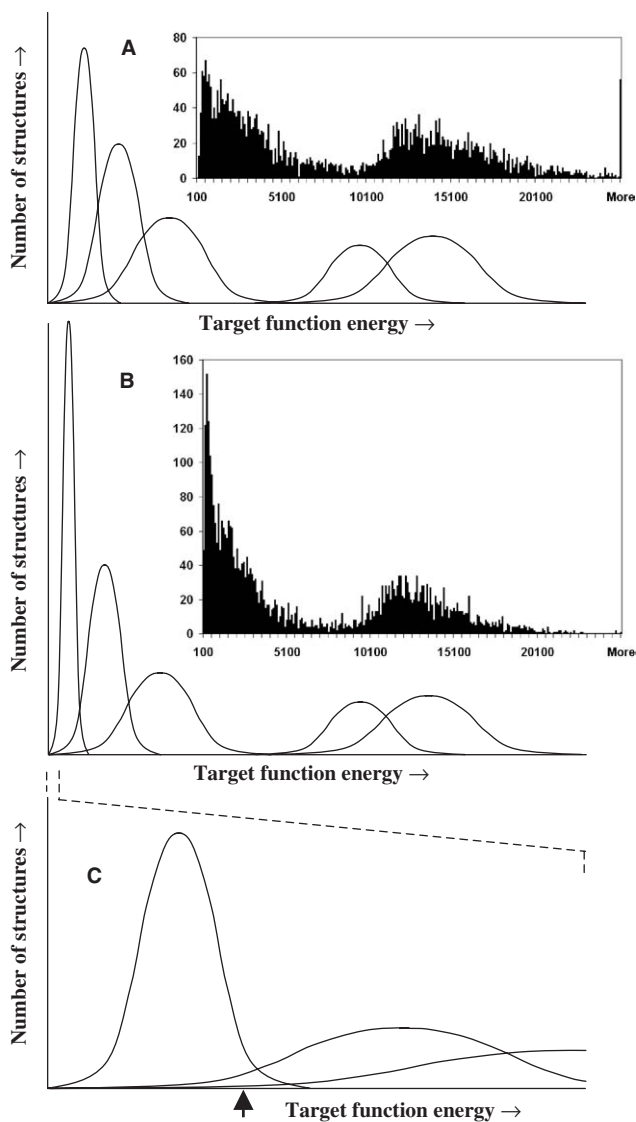 A
80
60
40
20
0
100 5100 10100 15100 20100 More
Number of structures →
Target function energy →
B
160
140
120
100
80
60
40
20
0
100 5100 10100 15100 20100 More
Number of structures →
Target function energy →
C
Number of structures →
Target function energy →